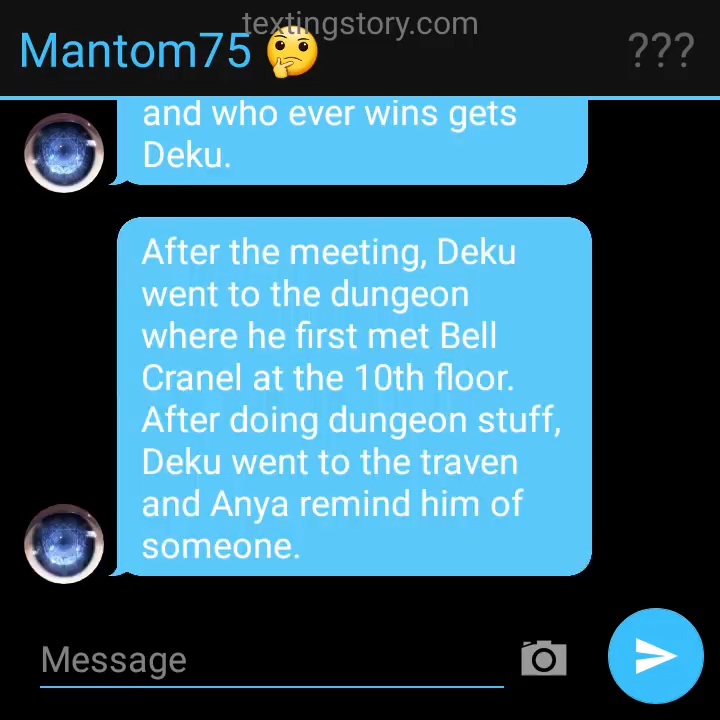 textingstory.com
Mantom75 🤔 ???
and who ever wins gets
Deku.
After the meeting, Deku
went to the dungeon
where he first met Bell
Cranel at the 10th floor.
After doing dungeon stuff,
Deku went to the traven
and Anya remind him of
someone.
Message